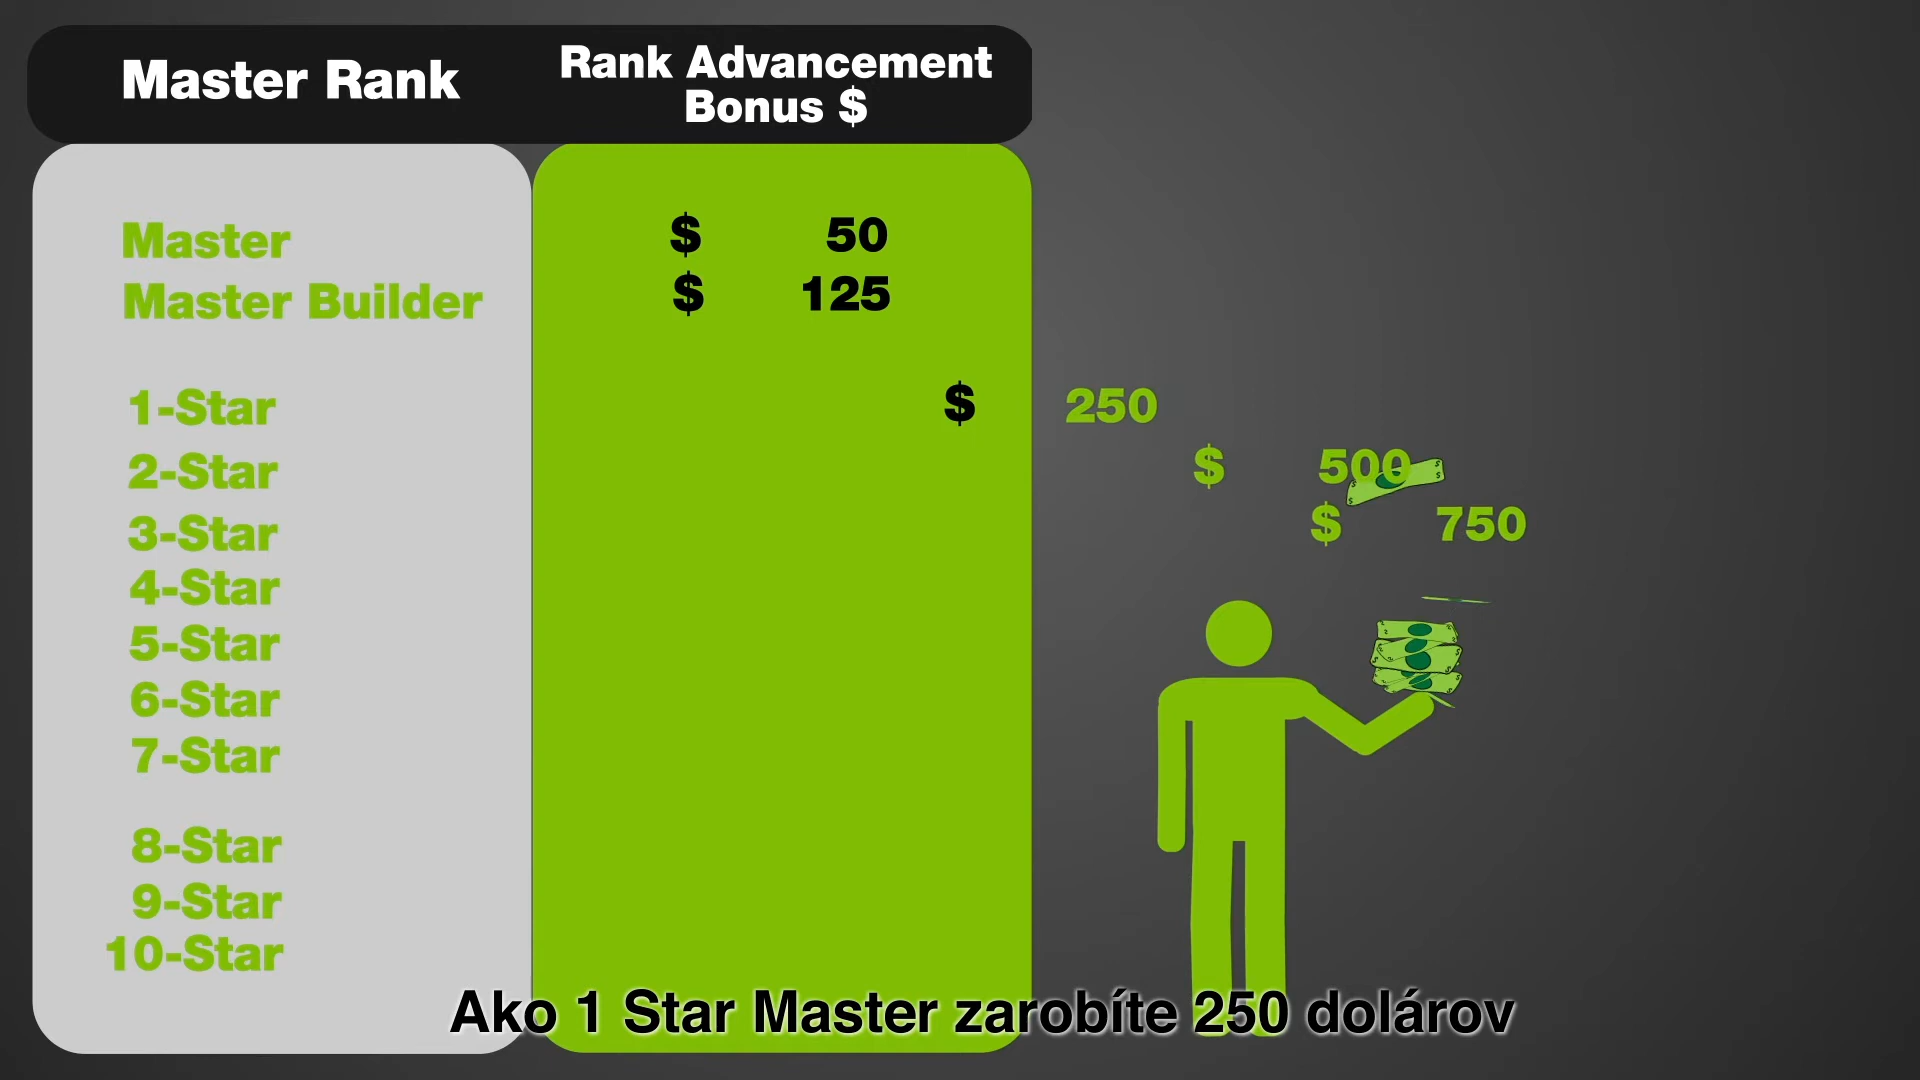 Master Rank
Rank Advancement
Bonus $
Master $ 50
Master Builder $ 125
1-Star $ 250
2-Star $ 500
3-Star $ 750
4-Star
5-Star
6-Star
7-Star
8-Star
9-Star
10-Star
Ako 1 Star Master zarobíte 250 dolárov